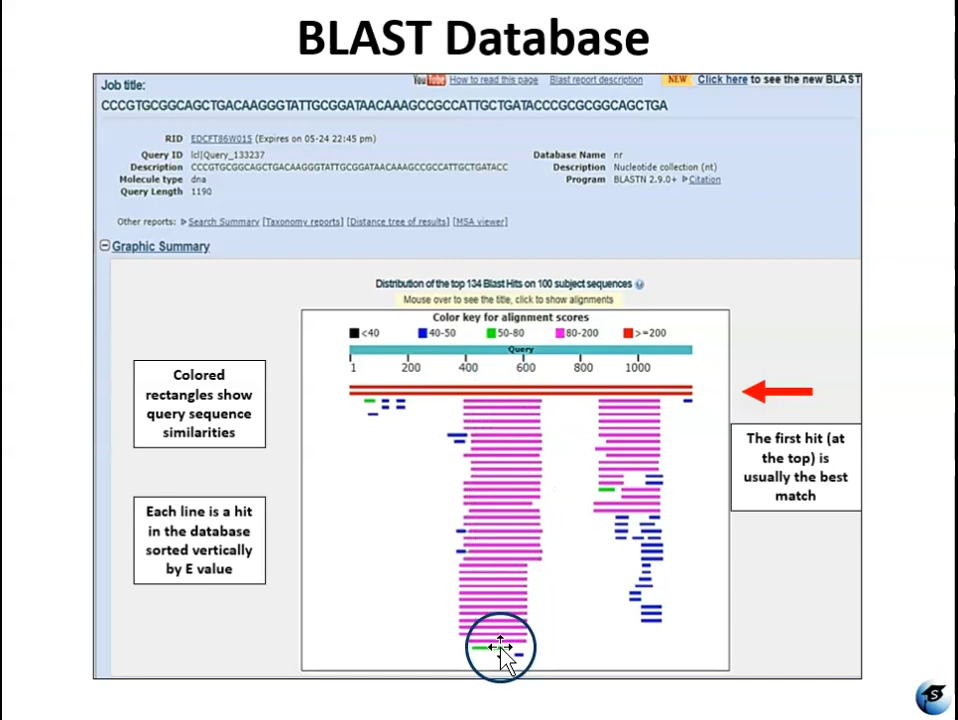 BLAST Database
Job title:
YouTube How to read this page Blast report description NEW Click here to see the new BLAST
CCCGTGCGGCAGCTGACAAGGGTATTGCGGATAACAAAGCCGCCATTGCTGATACCCGCGCGGCAGCTGA
RID EDCFT86W015 (Expires on 05-24 22:45 pm)
Query ID lcl|Query_133237
Description CCCGTGCGGCAGCTGACAAGGGTATTGCGGATAACAAAGCCGCCATTGCTGATACC
Molecule type dna
Query Length 1190
Database Name nr
Description Nucleotide collection (nt)
Program BLASTN 2.9.0+ Citation
Other reports: Search Summary [Taxonomy reports] [Distance tree of results] [MSA viewer]
Graphic Summary
Distribution of the top 134 Blast Hits on 100 subject sequences
Mouse over to see the title, click to show alignments
Color key for alignment scores
<40 40-50 50-80 80-200 >=200
Query
1 200 400 600 800 1000
Colored
rectangles show
query sequence
similarities
The first hit (at
the top) is
usually the best
match
Each line is a hit
in the database
sorted vertically
by E value
S